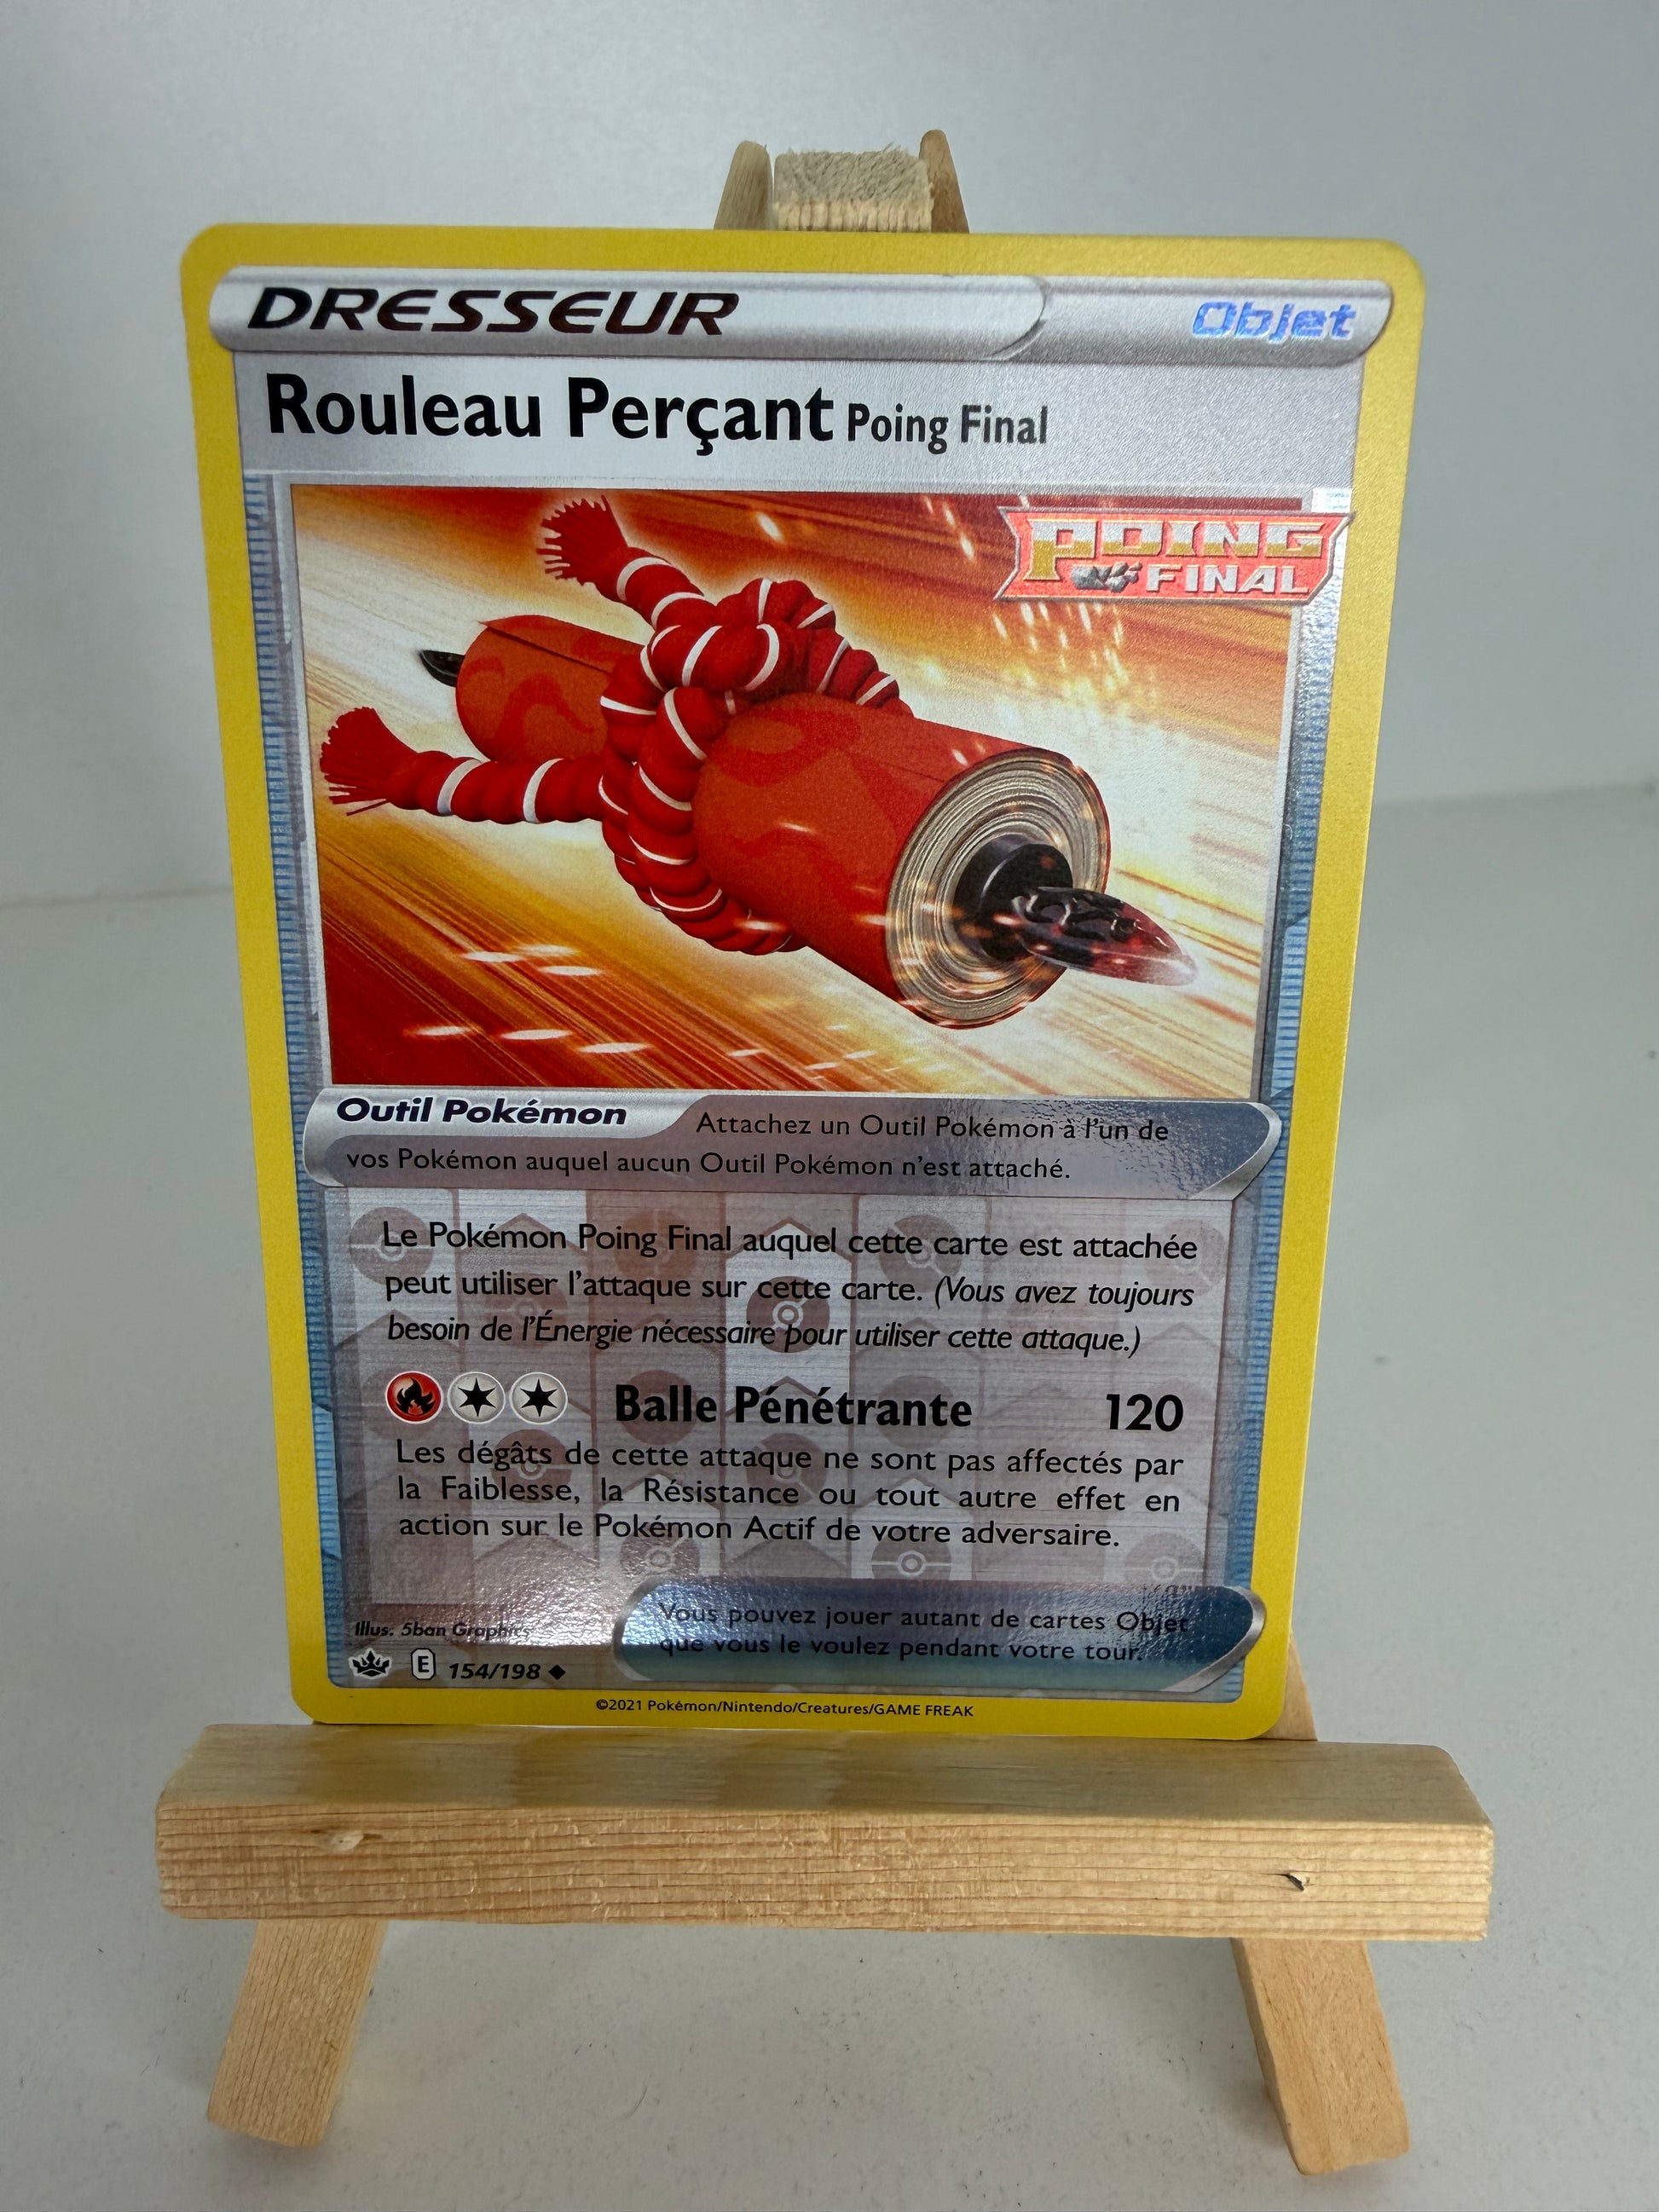 DRESSEUR
Objet
Rouleau Perçant Poing Final
POING
FINAL
Outil Pokémon Attachez un Outil Pokémon à l'un de
vos Pokémon auquel aucun Outil Pokémon n'est attaché.
Le Pokémon Poing Final auquel cette carte est attachée
peut utiliser l'attaque sur cette carte. (Vous avez toujours
besoin de l'Énergie nécessaire pour utiliser cette attaque.)
Balle Pénétrante 120
Les dégâts de cette attaque ne sont pas affectés par
la Faiblesse, la Résistance ou tout autre effet en
action sur le Pokémon Actif de votre adversaire.
Vous pouvez jouer autant de cartes Objet
que vous le voulez pendant votre tour.
Illus. 5ban Graphics
E 154/198
©2021 Pokémon/Nintendo/Creatures/GAME FREAK